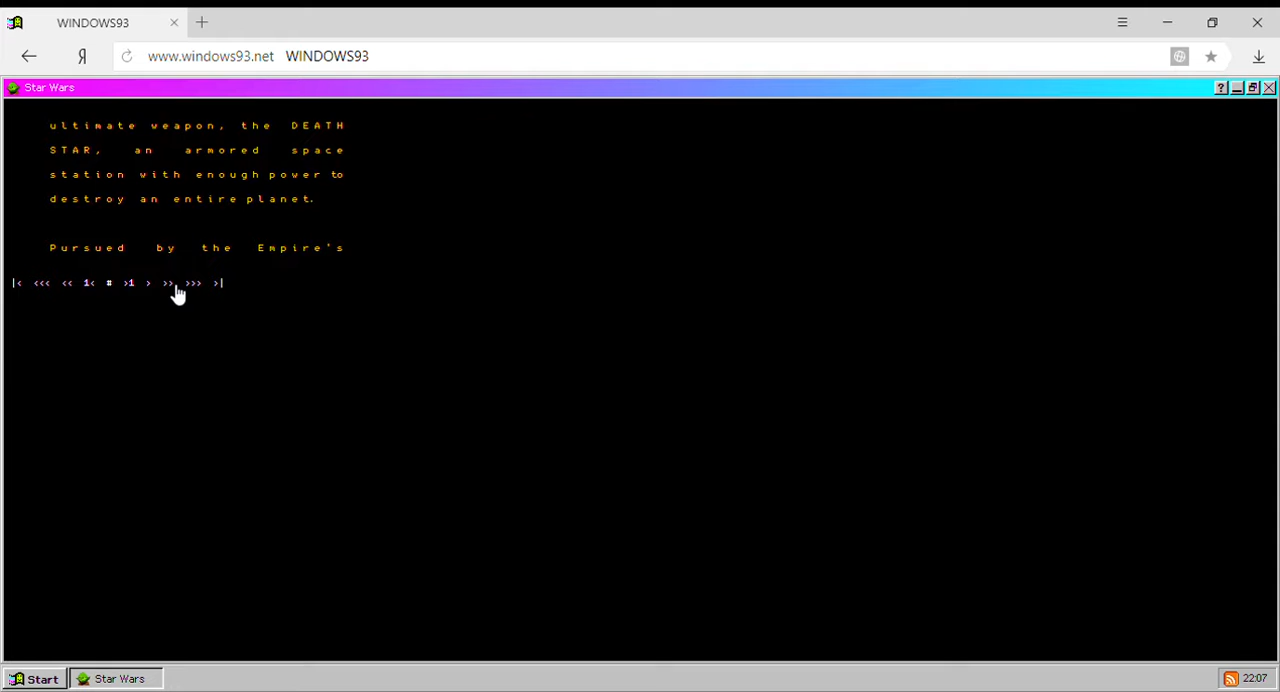 WINDOWS93
Я www.windows93.net WINDOWS93
Star Wars
ultimate weapon, the DEATH
STAR, an armored space
station with enough power to
destroy an entire planet.
Pursued by the Empire's
|< <<< << 1< # >1 > >> >>> >|
Start Star Wars 22:07